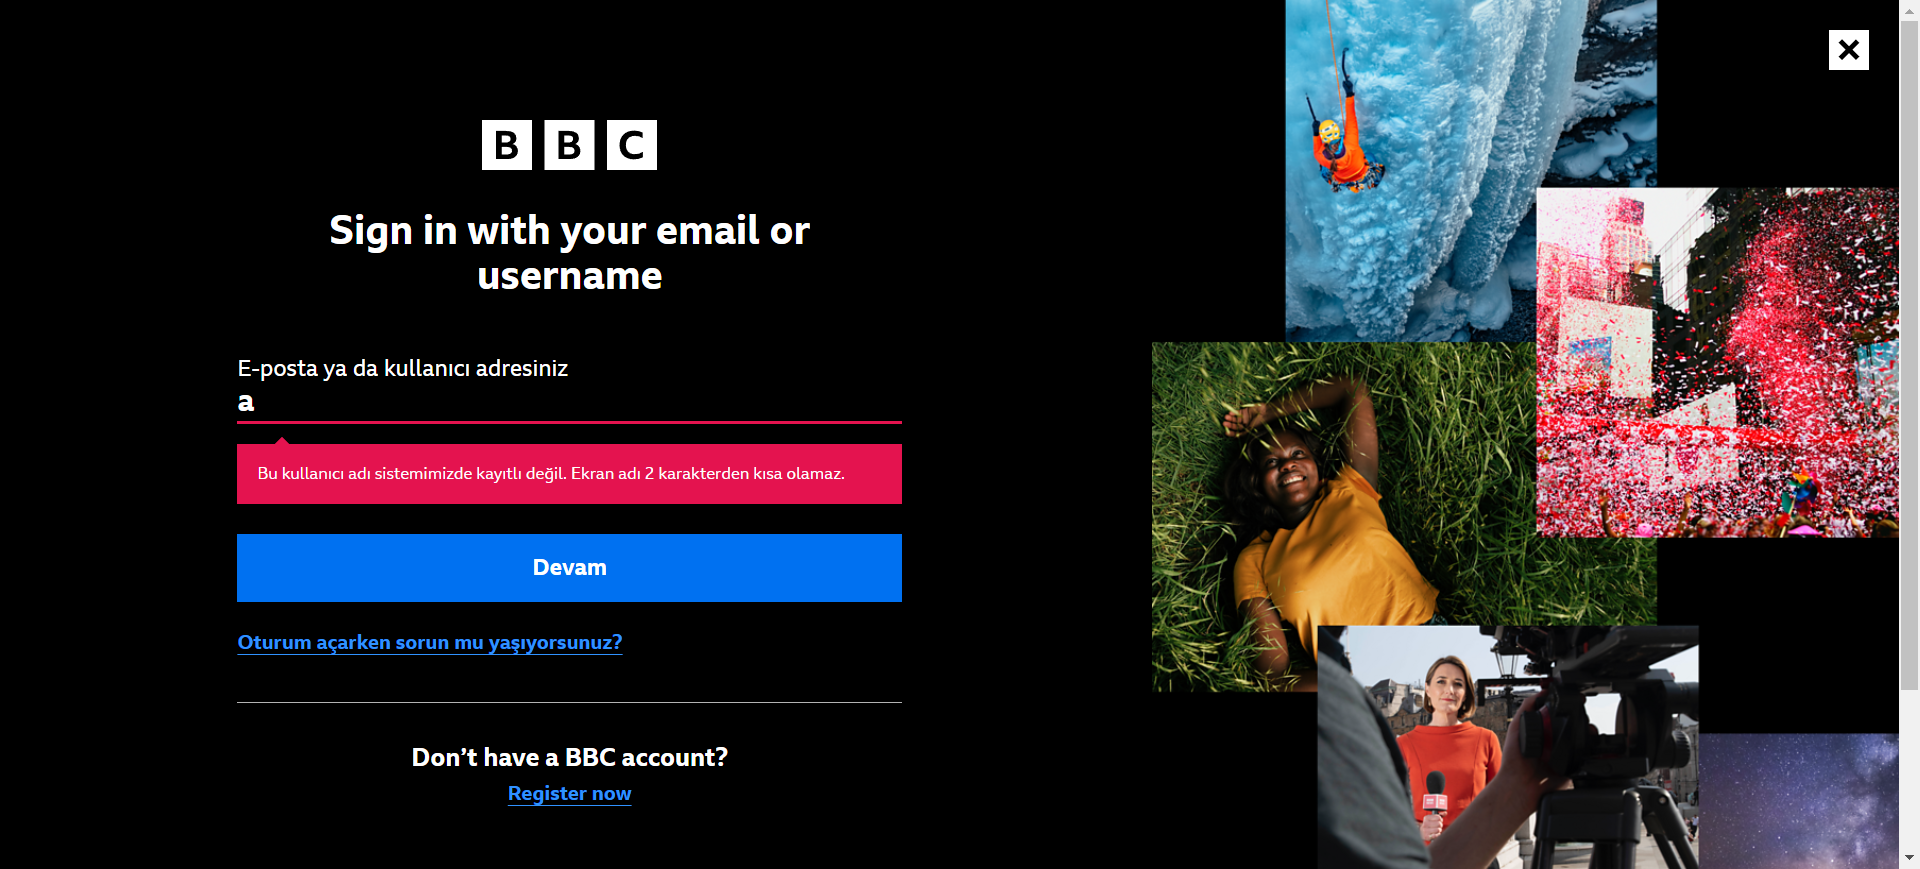 BBC
Sign in with your email or
username
E-posta ya da kullanıcı adresiniz
a
Bu kullanıcı adı sistemimizde kayıtlı değil. Ekran adı 2 karakterden kısa olamaz.
Devam
Oturum açarken sorun mu yaşıyorsunuz?
Don’t have a BBC account?
Register now